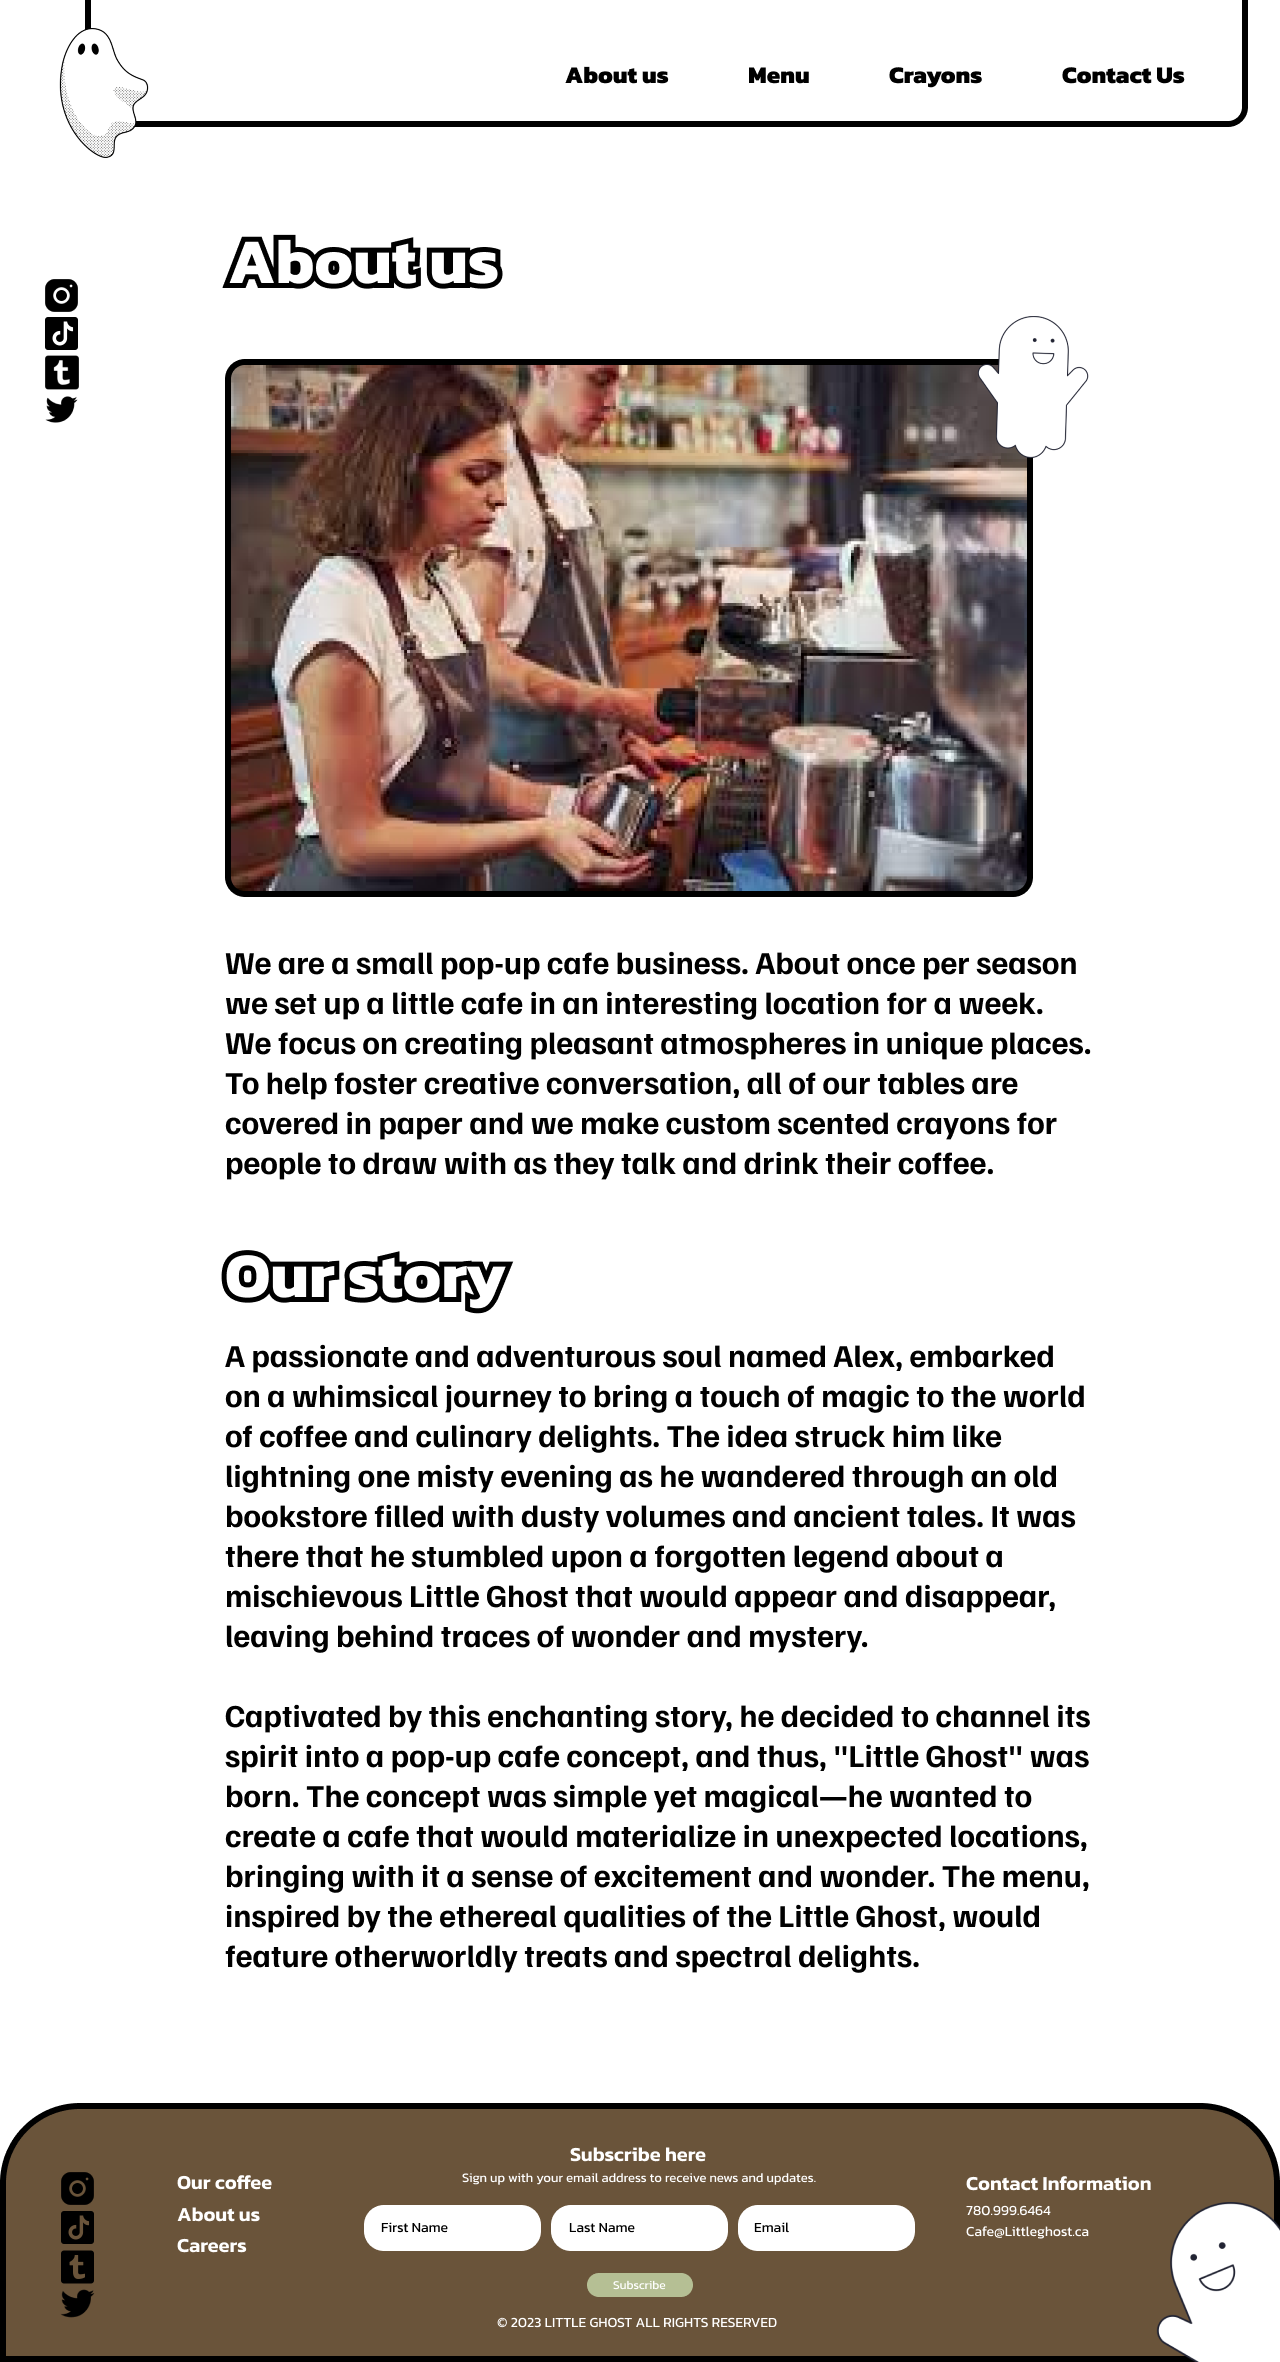 About us
Menu
Crayons
Contact Us
About us
We are a small pop-up cafe business. About once per season
we set up a little cafe in an interesting location for a week.
We focus on creating pleasant atmospheres in unique places.
To help foster creative conversation, all of our tables are
covered in paper and we make custom scented crayons for
people to draw with as they talk and drink their coffee.
Our story
A passionate and adventurous soul named Alex, embarked
on a whimsical journey to bring a touch of magic to the world
of coffee and culinary delights. The idea struck him like
lightning one misty evening as he wandered through an old
bookstore filled with dusty volumes and ancient tales. It was
there that he stumbled upon a forgotten legend about a
mischievous Little Ghost that would appear and disappear,
leaving behind traces of wonder and mystery.
Captivated by this enchanting story, he decided to channel its
spirit into a pop-up cafe concept, and thus, "Little Ghost" was
born. The concept was simple yet magical—he wanted to
create a cafe that would materialize in unexpected locations,
bringing with it a sense of excitement and wonder. The menu,
inspired by the ethereal qualities of the Little Ghost, would
feature otherworldly treats and spectral delights.
Our coffee
About us
Careers
Subscribe here
Sign up with your email address to receive news and updates.
First Name
Last Name
Email
Subscribe
© 2023 LITTLE GHOST ALL RIGHTS RESERVED
Contact Information
780.999.6464
Cafe@Littleghost.ca